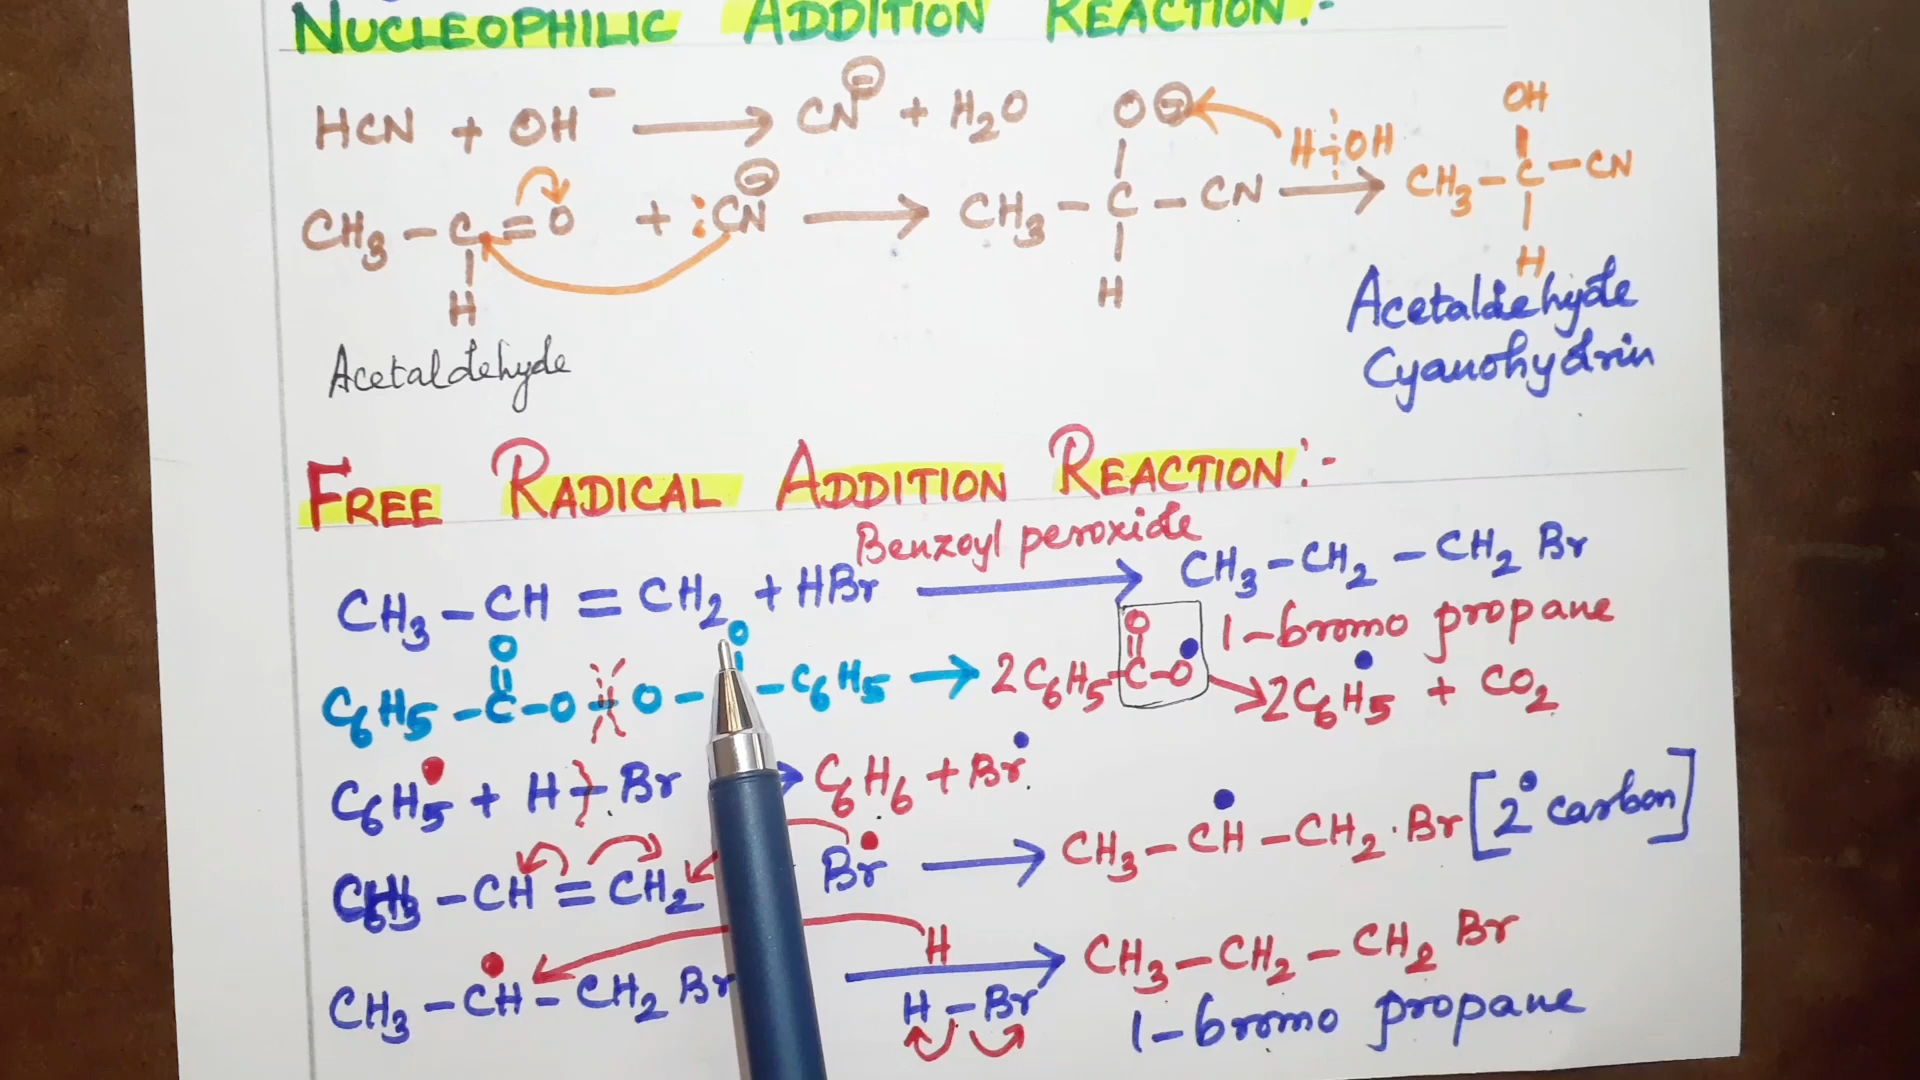 NUCLEOPHILIC ADDITION REACTION:-
HCN + OH⁻ → CN⊖ + H₂O
CH₃ – C = O + :CN⊖ → CH₃ – C – CN → CH₃ – C – CN
O⊖ H-OH OH
H H H
Acetaldehyde
Acetaldehyde
Cyanohydrin
FREE RADICAL ADDITION REACTION:-
Benzoyl peroxide
CH₃ – CH = CH₂ + HBr → CH₃ – CH₂ – CH₂ Br
1-bromo propane
O O O
C₆H₅ – C – O + O – – C₆H₅ → 2C₆H₅ – C – O• → 2C₆H₅• + CO₂
C₆H₅• + H – Br → C₆H₆ + Br•
– CH = CH₂ Br• → CH₃ – CH• – CH₂·Br [2° carbon]
CH₃ – CH• – CH₂ Br → CH₃ – CH₂ – CH₂ Br
H
H – Br
1-bromo propane